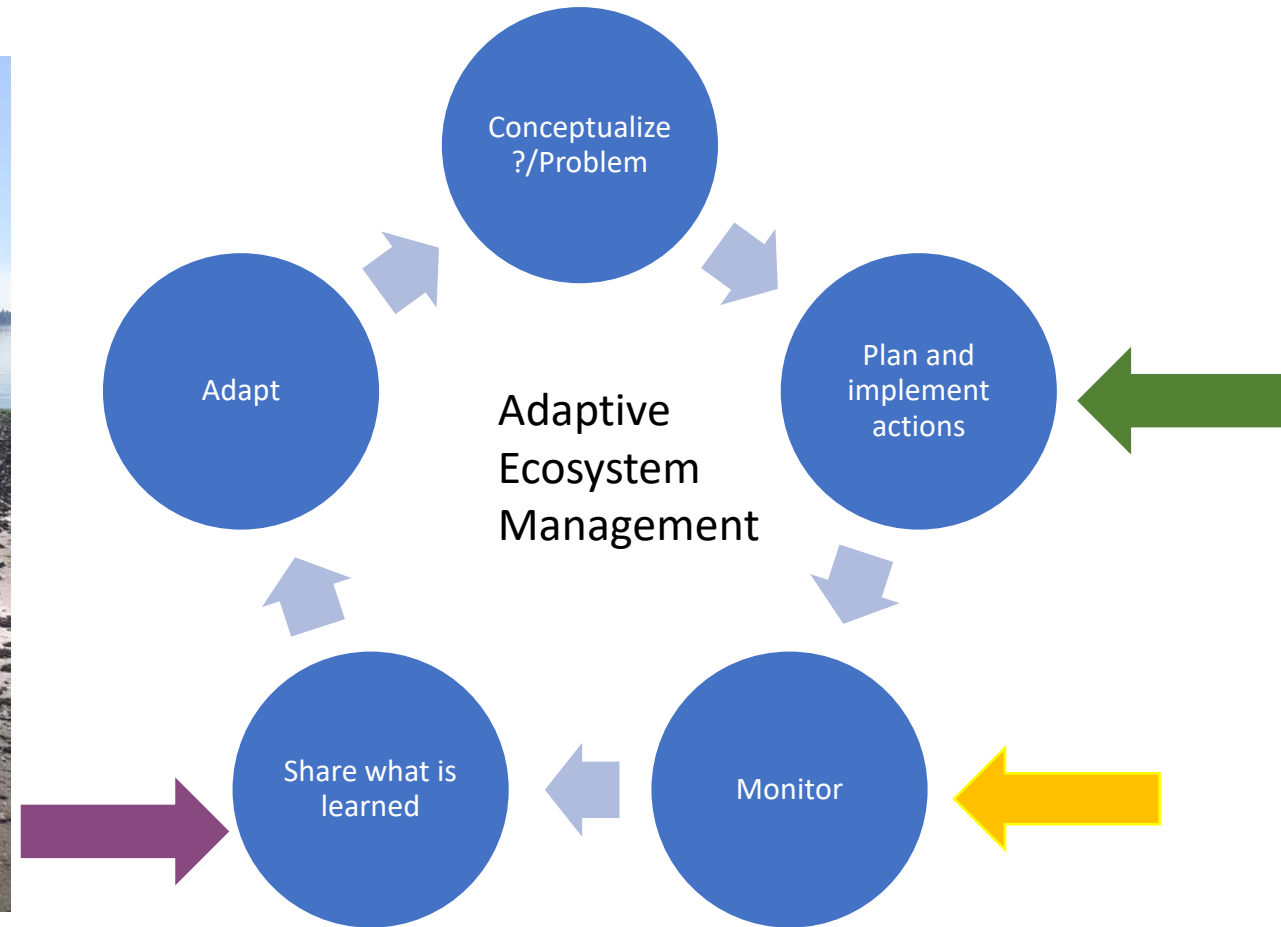 Conceptualize
?/Problem
Plan and
implement
actions
Monitor
Share what is
learned
Adapt
Adaptive
Ecosystem
Management